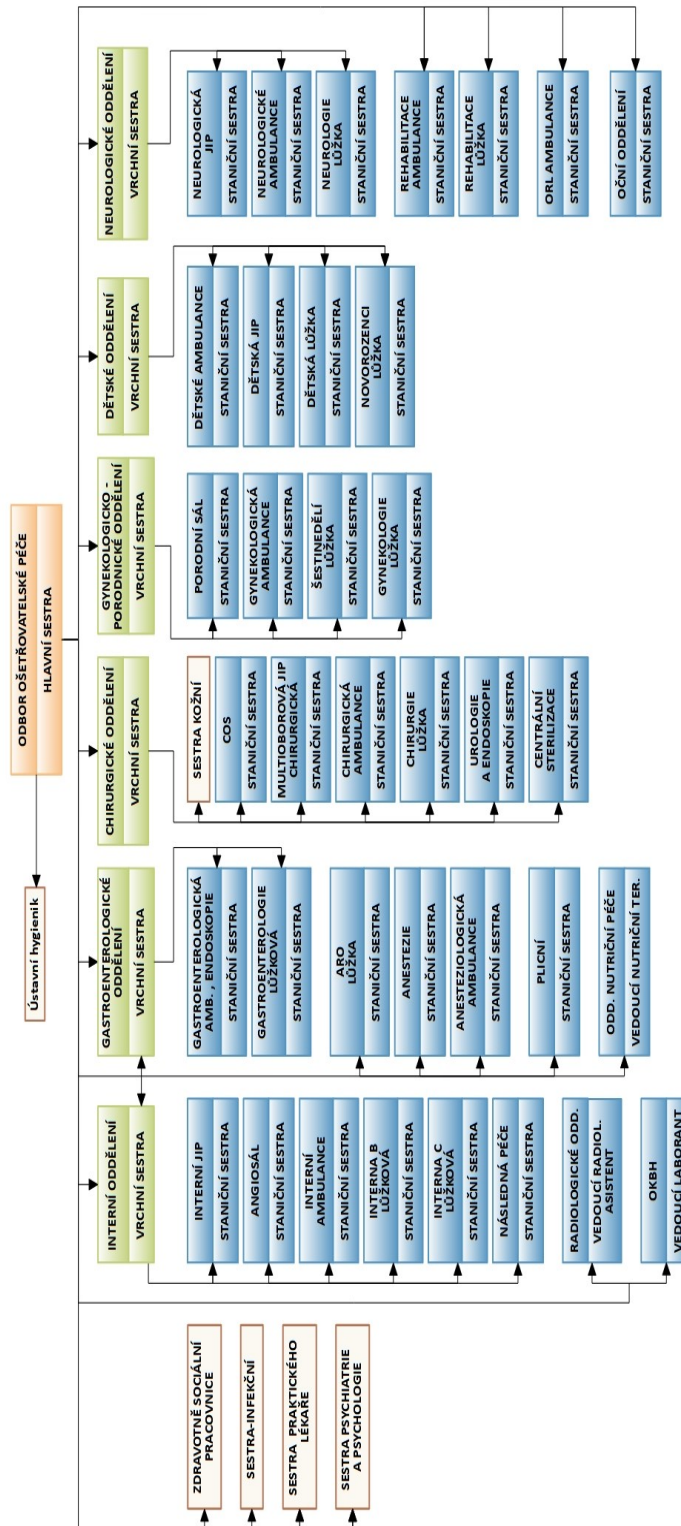 ODBOR OŠETŘOVATELSKÉ PÉČE
HLAVNÍ SESTRA
Ústavní hygienik
INTERNÍ ODDĚLENÍ
VRCHNÍ SESTRA
GASTROENTEROLOGICKÉ
ODDĚLENÍ
VRCHNÍ SESTRA
CHIRURGICKÉ ODDĚLENÍ
VRCHNÍ SESTRA
GYNEKOLOGICKO -
PORODNICKÉ ODDĚLENÍ
VRCHNÍ SESTRA
DĚTSKÉ ODDĚLENÍ
VRCHNÍ SESTRA
NEUROLOGICKÉ ODDĚLENÍ
VRCHNÍ SESTRA
ZDRAVOTNĚ SOCIÁLNÍ
PRACOVNICE
SESTRA-INFEKČNÍ
SESTRA PRAKTICKÉHO
LÉKAŘE
SESTRA PSYCHIATRIE
A PSYCHOLOGIE
INTERNÍ JIP
STANIČNÍ SESTRA
ANGIOSÁL
STANIČNÍ SESTRA
INTERNÍ
AMBULANCE
STANIČNÍ SESTRA
INTERNA B
LŮŽKOVÁ
STANIČNÍ SESTRA
INTERNA C
LŮŽKOVÁ
STANIČNÍ SESTRA
NÁSLEDNÁ PÉČE
STANIČNÍ SESTRA
RADIOLOGICKÉ ODD.
VEDOUCÍ RADIOL.
ASISTENT
OKBH
VEDOUCÍ LABORANT
GASTROENTEROLOGICKÁ
AMB. , ENDOSKOPIE
STANIČNÍ SESTRA
GASTROENTEROLOGIE
LŮŽKOVÁ
STANIČNÍ SESTRA
ARO
LŮŽKA
STANIČNÍ SESTRA
ANESTEZIE
STANIČNÍ SESTRA
ANESTEZIOLOGICKÁ
AMBULANCE
STANIČNÍ SESTRA
PLICNÍ
STANIČNÍ SESTRA
ODD. NUTRIČNÍ PÉČE
VEDOUCÍ NUTRIČNÍ TER.
SESTRA KOŽNÍ
COS
STANIČNÍ SESTRA
MULTIOBOROVÁ JIP
CHIRURGICKÁ
STANIČNÍ SESTRA
CHIRURGICKÁ
AMBULANCE
STANIČNÍ SESTRA
CHIRURGIE
LŮŽKA
STANIČNÍ SESTRA
UROLOGIE
A ENDOSKOPIE
STANIČNÍ SESTRA
CENTRÁLNÍ
STERILIZACE
STANIČNÍ SESTRA
PORODNÍ SÁL
STANIČNÍ SESTRA
GYNEKOLOGICKÁ
AMBULANCE
STANIČNÍ SESTRA
ŠESTINEDĚLÍ
LŮŽKA
STANIČNÍ SESTRA
GYNEKOLOGIE
LŮŽKA
STANIČNÍ SESTRA
DĚTSKÉ AMBULANCE
STANIČNÍ SESTRA
DĚTSKÁ JIP
STANIČNÍ SESTRA
DĚTSKÁ LŮŽKA
STANIČNÍ SESTRA
NOVOROZENCI
LŮŽKA
STANIČNÍ SESTRA
NEUROLOGICKÁ
JIP
STANIČNÍ SESTRA
NEUROLOGICKÉ
AMBULANCE
STANIČNÍ SESTRA
NEUROLOGIE
LŮŽKA
STANIČNÍ SESTRA
REHABILITACE
AMBULANCE
STANIČNÍ SESTRA
REHABILITACE
LŮŽKA
STANIČNÍ SESTRA
ORL AMBULANCE
STANIČNÍ SESTRA
OČNÍ ODDĚLENÍ
STANIČNÍ SESTRA